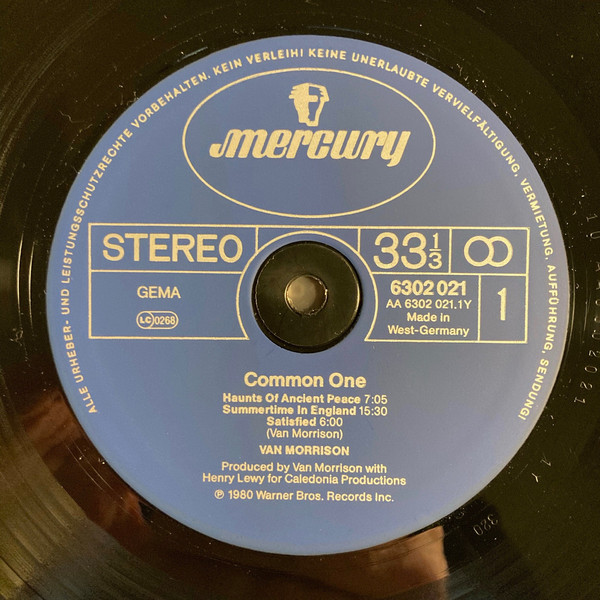 ALLE URHEBER- UND LEISTUNGSSCHUTZRECHTE VORBEHALTEN. KEIN VERLEIH! KEINE UNERLAUBTE VERVIELFÄLTIGUNG, VERMIETUNG, AUFFÜHRUNG, SENDUNG!
mercury
STEREO
33 1/3
GEMA
LC 0268
6302 021
AA 6302 021.1Y
Made in
West-Germany
1
Common One
Haunts Of Ancient Peace 7:05
Summertime In England 15:30
Satisfied 6:00
(Van Morrison)
VAN MORRISON
Produced by Van Morrison with
Henry Lewy for Caledonia Productions
℗ 1980 Warner Bros. Records Inc.
320